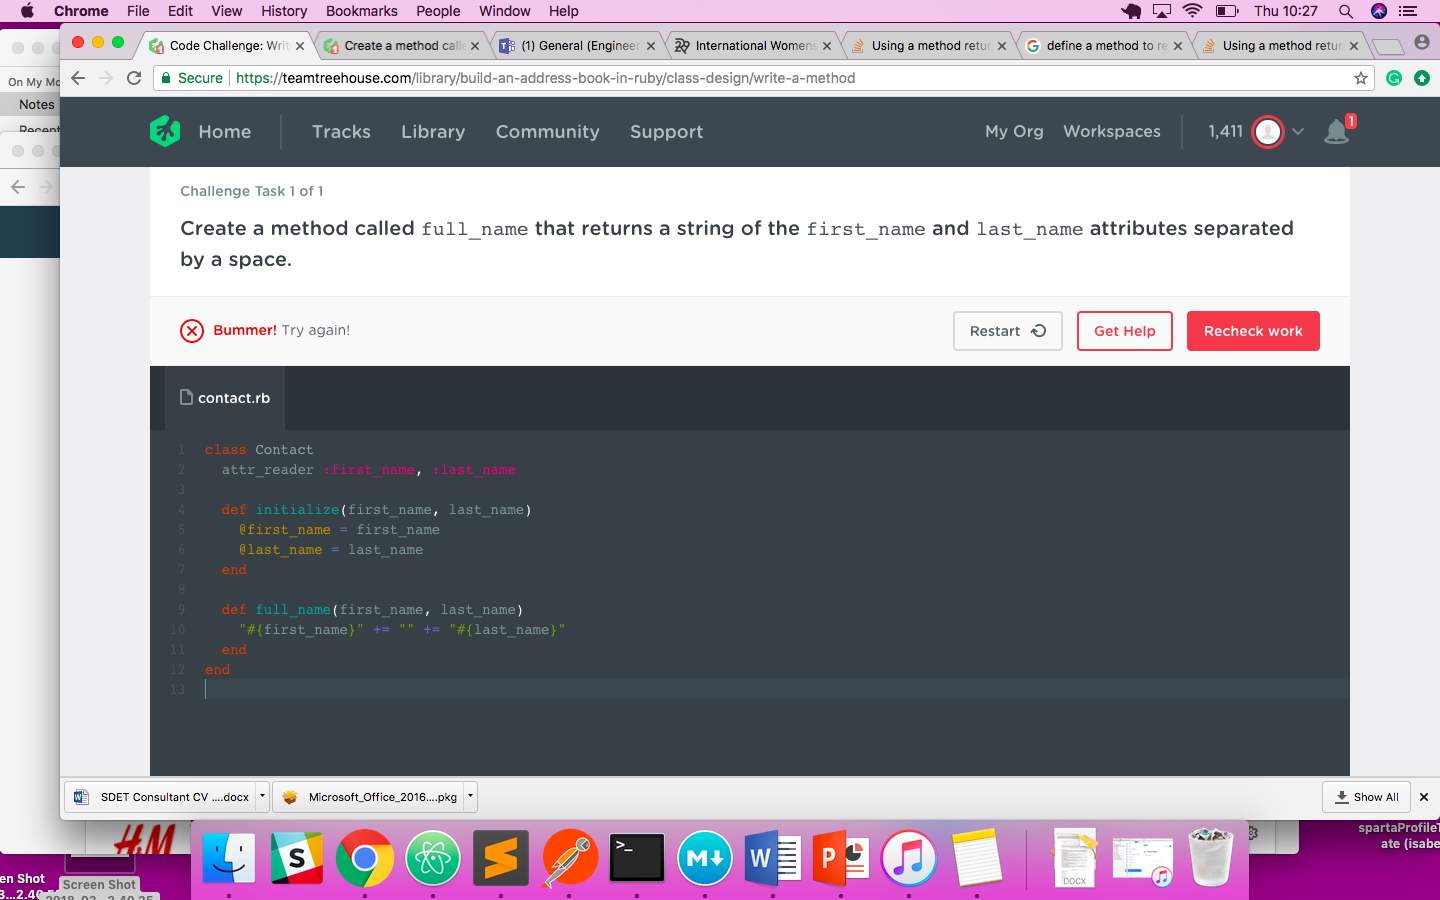 Chrome File Edit View History Bookmarks People Window Help Thu 10:27
Code Challenge: Writ
Create a method calle
(1) General (Engineer
International Womens
Using a method retur
define a method to re
Using a method retur
On My Mo
Secure https://teamtreehouse.com/library/build-an-address-book-in-ruby/class-design/write-a-method
Notes
Recent
Home Tracks Library Community Support My Org Workspaces 1,411 1
Challenge Task 1 of 1
Create a method called full_name that returns a string of the first_name and last_name attributes separated
by a space.
Bummer! Try again! Restart Get Help Recheck work
contact.rb
1 class Contact
2 attr_reader :first_name, :last_name
3
4 def initialize(first_name, last_name)
5 @first_name = first_name
6 @last_name = last_name
7 end
8
9 def full_name(first_name, last_name)
10 "#{first_name}" += "" += "#{last_name}"
11 end
12 end
13
SDET Consultant CV ....docx Microsoft_Office_2016....pkg Show All
H&M
S
>_
M
W
P
DOCX
spartaProfileT
ate (isabe
en Shot
3...2.40.5
Screen Shot
2018-03...2.40.25